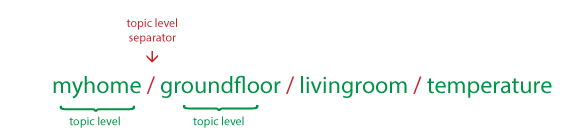 topic level
separator
myhome / groundfloor / livingroom / temperature
topic level topic level